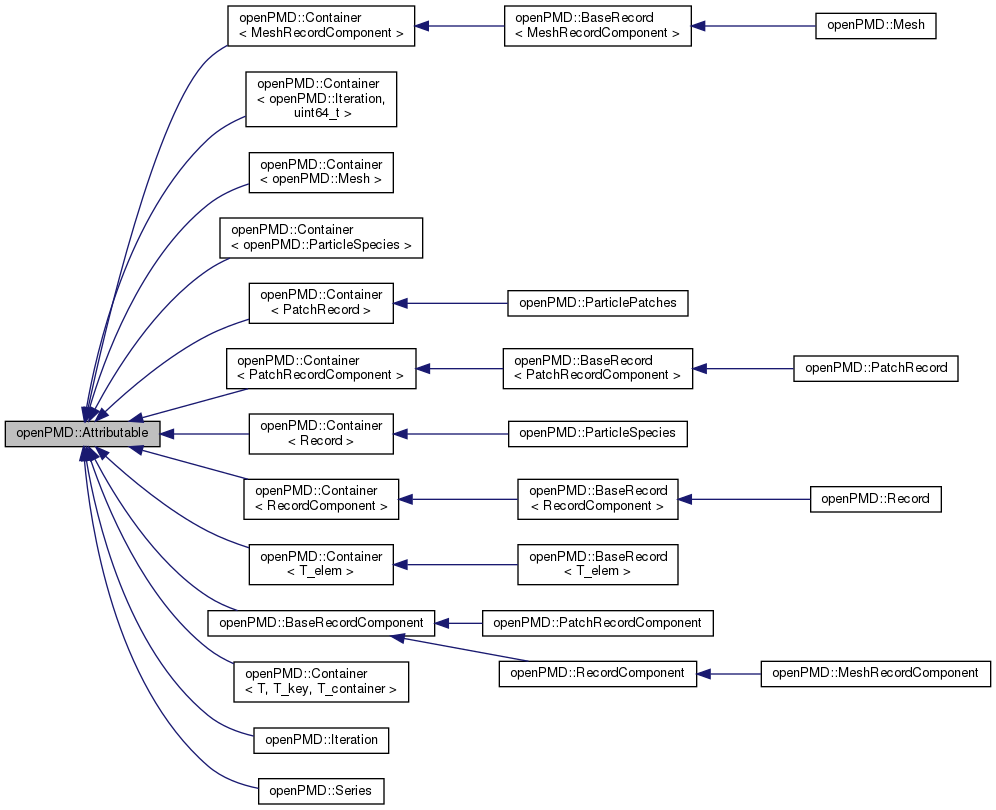 openPMD::Container
< MeshRecordComponent >
openPMD::BaseRecord
< MeshRecordComponent >
openPMD::Mesh
openPMD::Container
< openPMD::Iteration,
uint64_t >
openPMD::Container
< openPMD::Mesh >
openPMD::Container
< openPMD::ParticleSpecies >
openPMD::Container
< PatchRecord >
openPMD::ParticlePatches
openPMD::Container
< PatchRecordComponent >
openPMD::BaseRecord
< PatchRecordComponent >
openPMD::PatchRecord
openPMD::Attributable
openPMD::Container
< Record >
openPMD::ParticleSpecies
openPMD::Container
< RecordComponent >
openPMD::BaseRecord
< RecordComponent >
openPMD::Record
openPMD::Container
< T_elem >
openPMD::BaseRecord
< T_elem >
openPMD::BaseRecordComponent
openPMD::PatchRecordComponent
openPMD::RecordComponent
openPMD::MeshRecordComponent
openPMD::Container
< T, T_key, T_container >
openPMD::Iteration
openPMD::Series